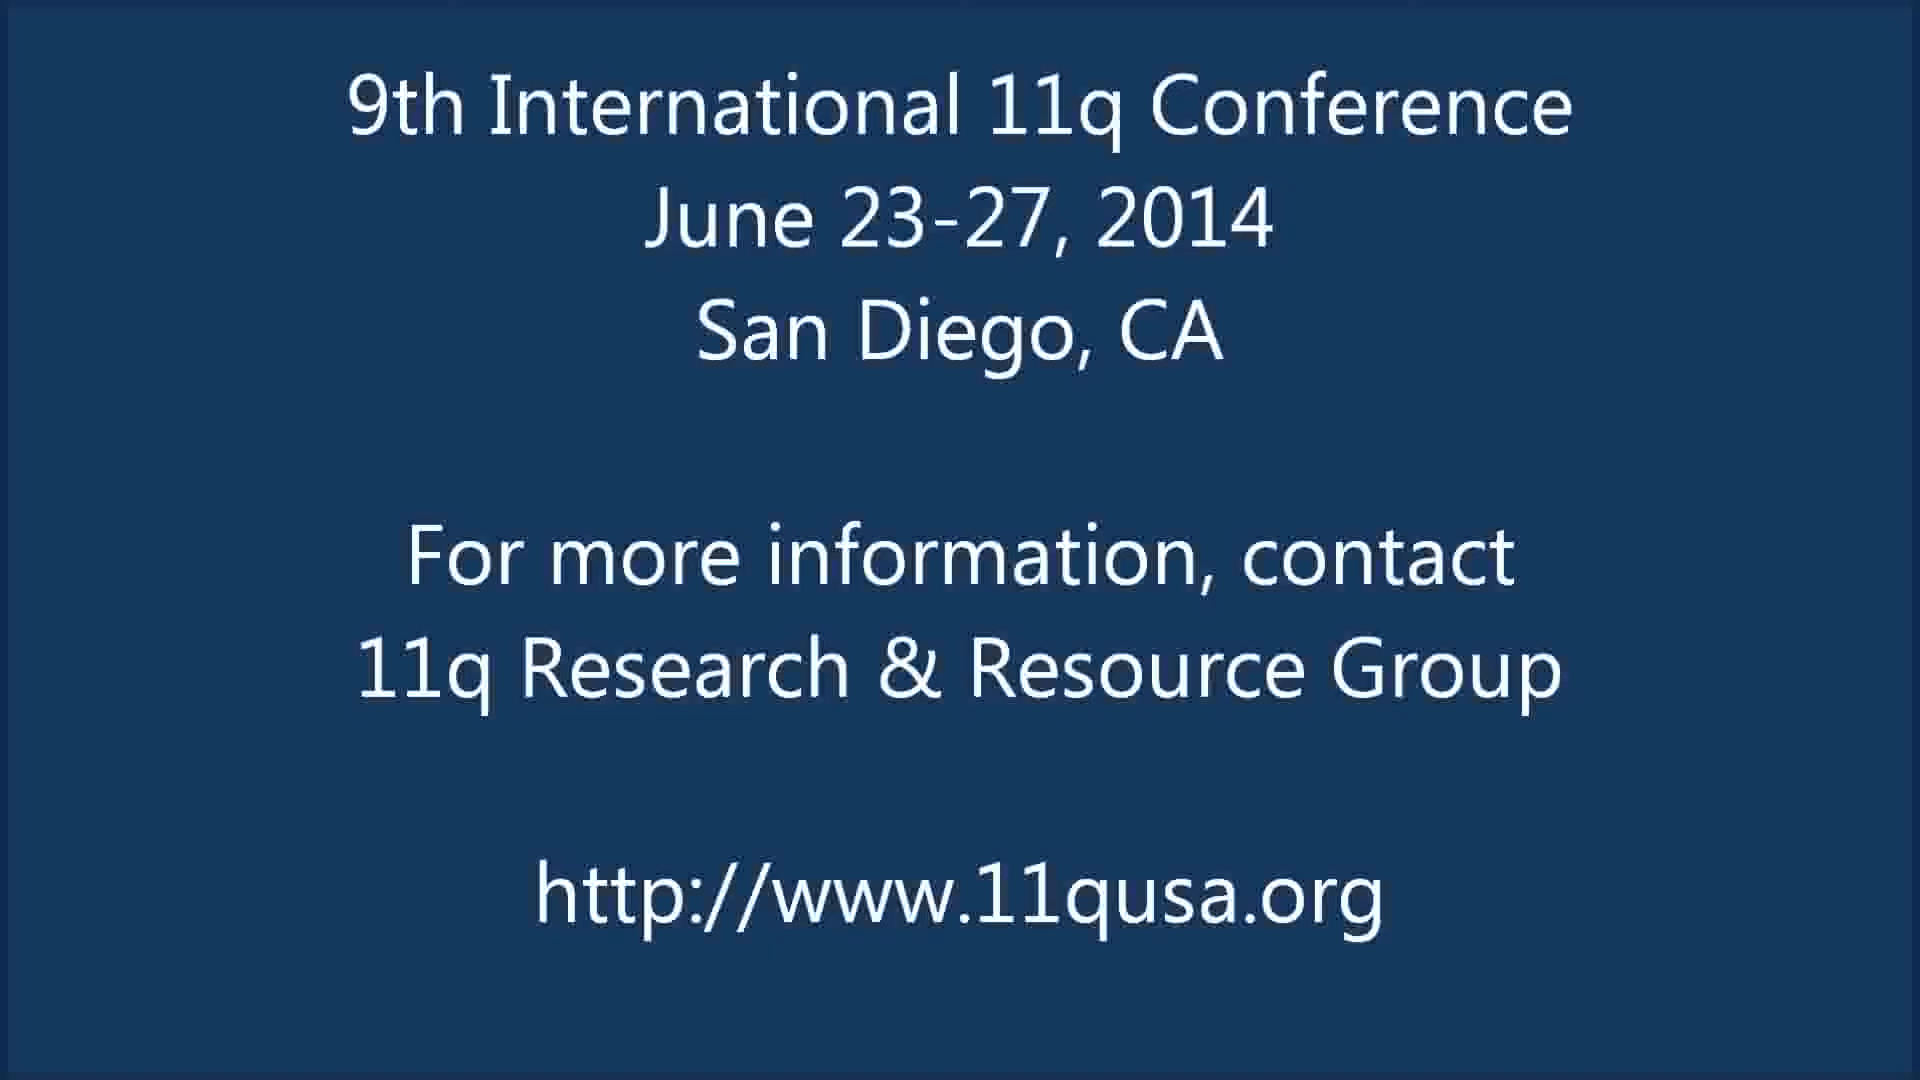 9th International 11q Conference
June 23-27, 2014
San Diego, CA
For more information, contact
11q Research & Resource Group
http://www.11qusa.org